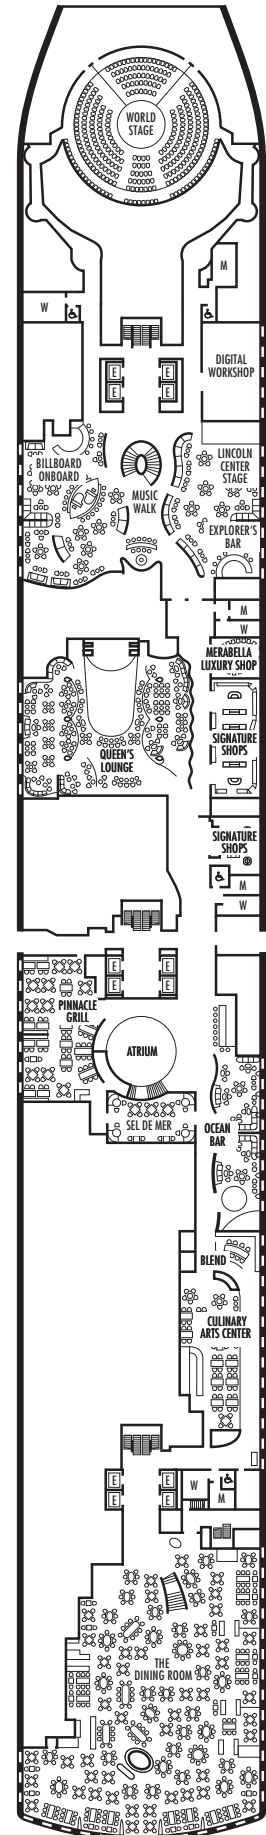 WORLD
STAGE
M
W
DIGITAL
WORKSHOP
E
E
E
E
BILLBOARD
ONBOARD
LINCOLN
CENTER
STAGE
MUSIC
WALK
EXPLORER'S
BAR
M
W
MERABELLA
LUXURY SHOP
SIGNATURE
SHOPS
QUEEN'S
LOUNGE
SIGNATURE
SHOPS
M
W
E
E
E
E
PINNACLE
GRILL
ATRIUM
SEL DE MER
OCEAN
BAR
BLEND
CULINARY
ARTS CENTER
E
E
E
E
W
M
THE
DINING ROOM